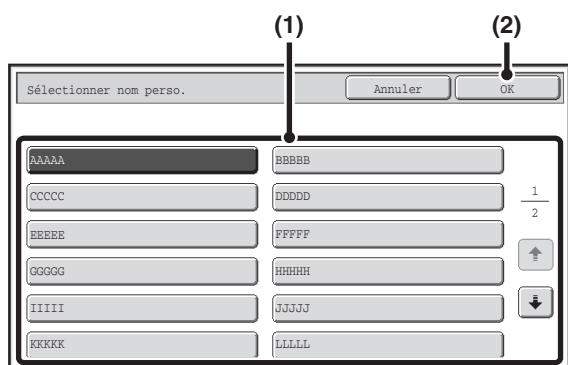 (1) (2)
Sélectionner nom perso. Annuler OK
AAAAA BBBBB
CCCCC DDDDD
1
2
EEEEE FFFFF
GGGGG HHHHH
IIIII JJJJJ
KKKKK LLLLL